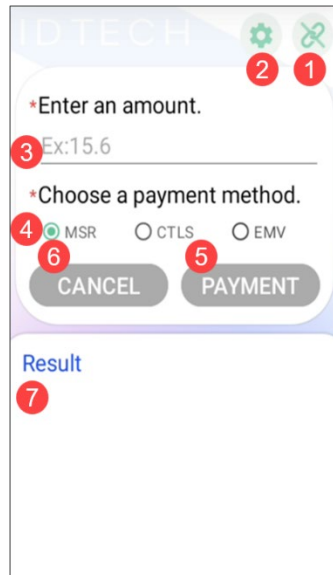 IDTECH
2
1
*Enter an amount.
3 Ex:15.6
*Choose a payment method.
4 MSR CTLS EMV
6 5
CANCEL PAYMENT
Result
7